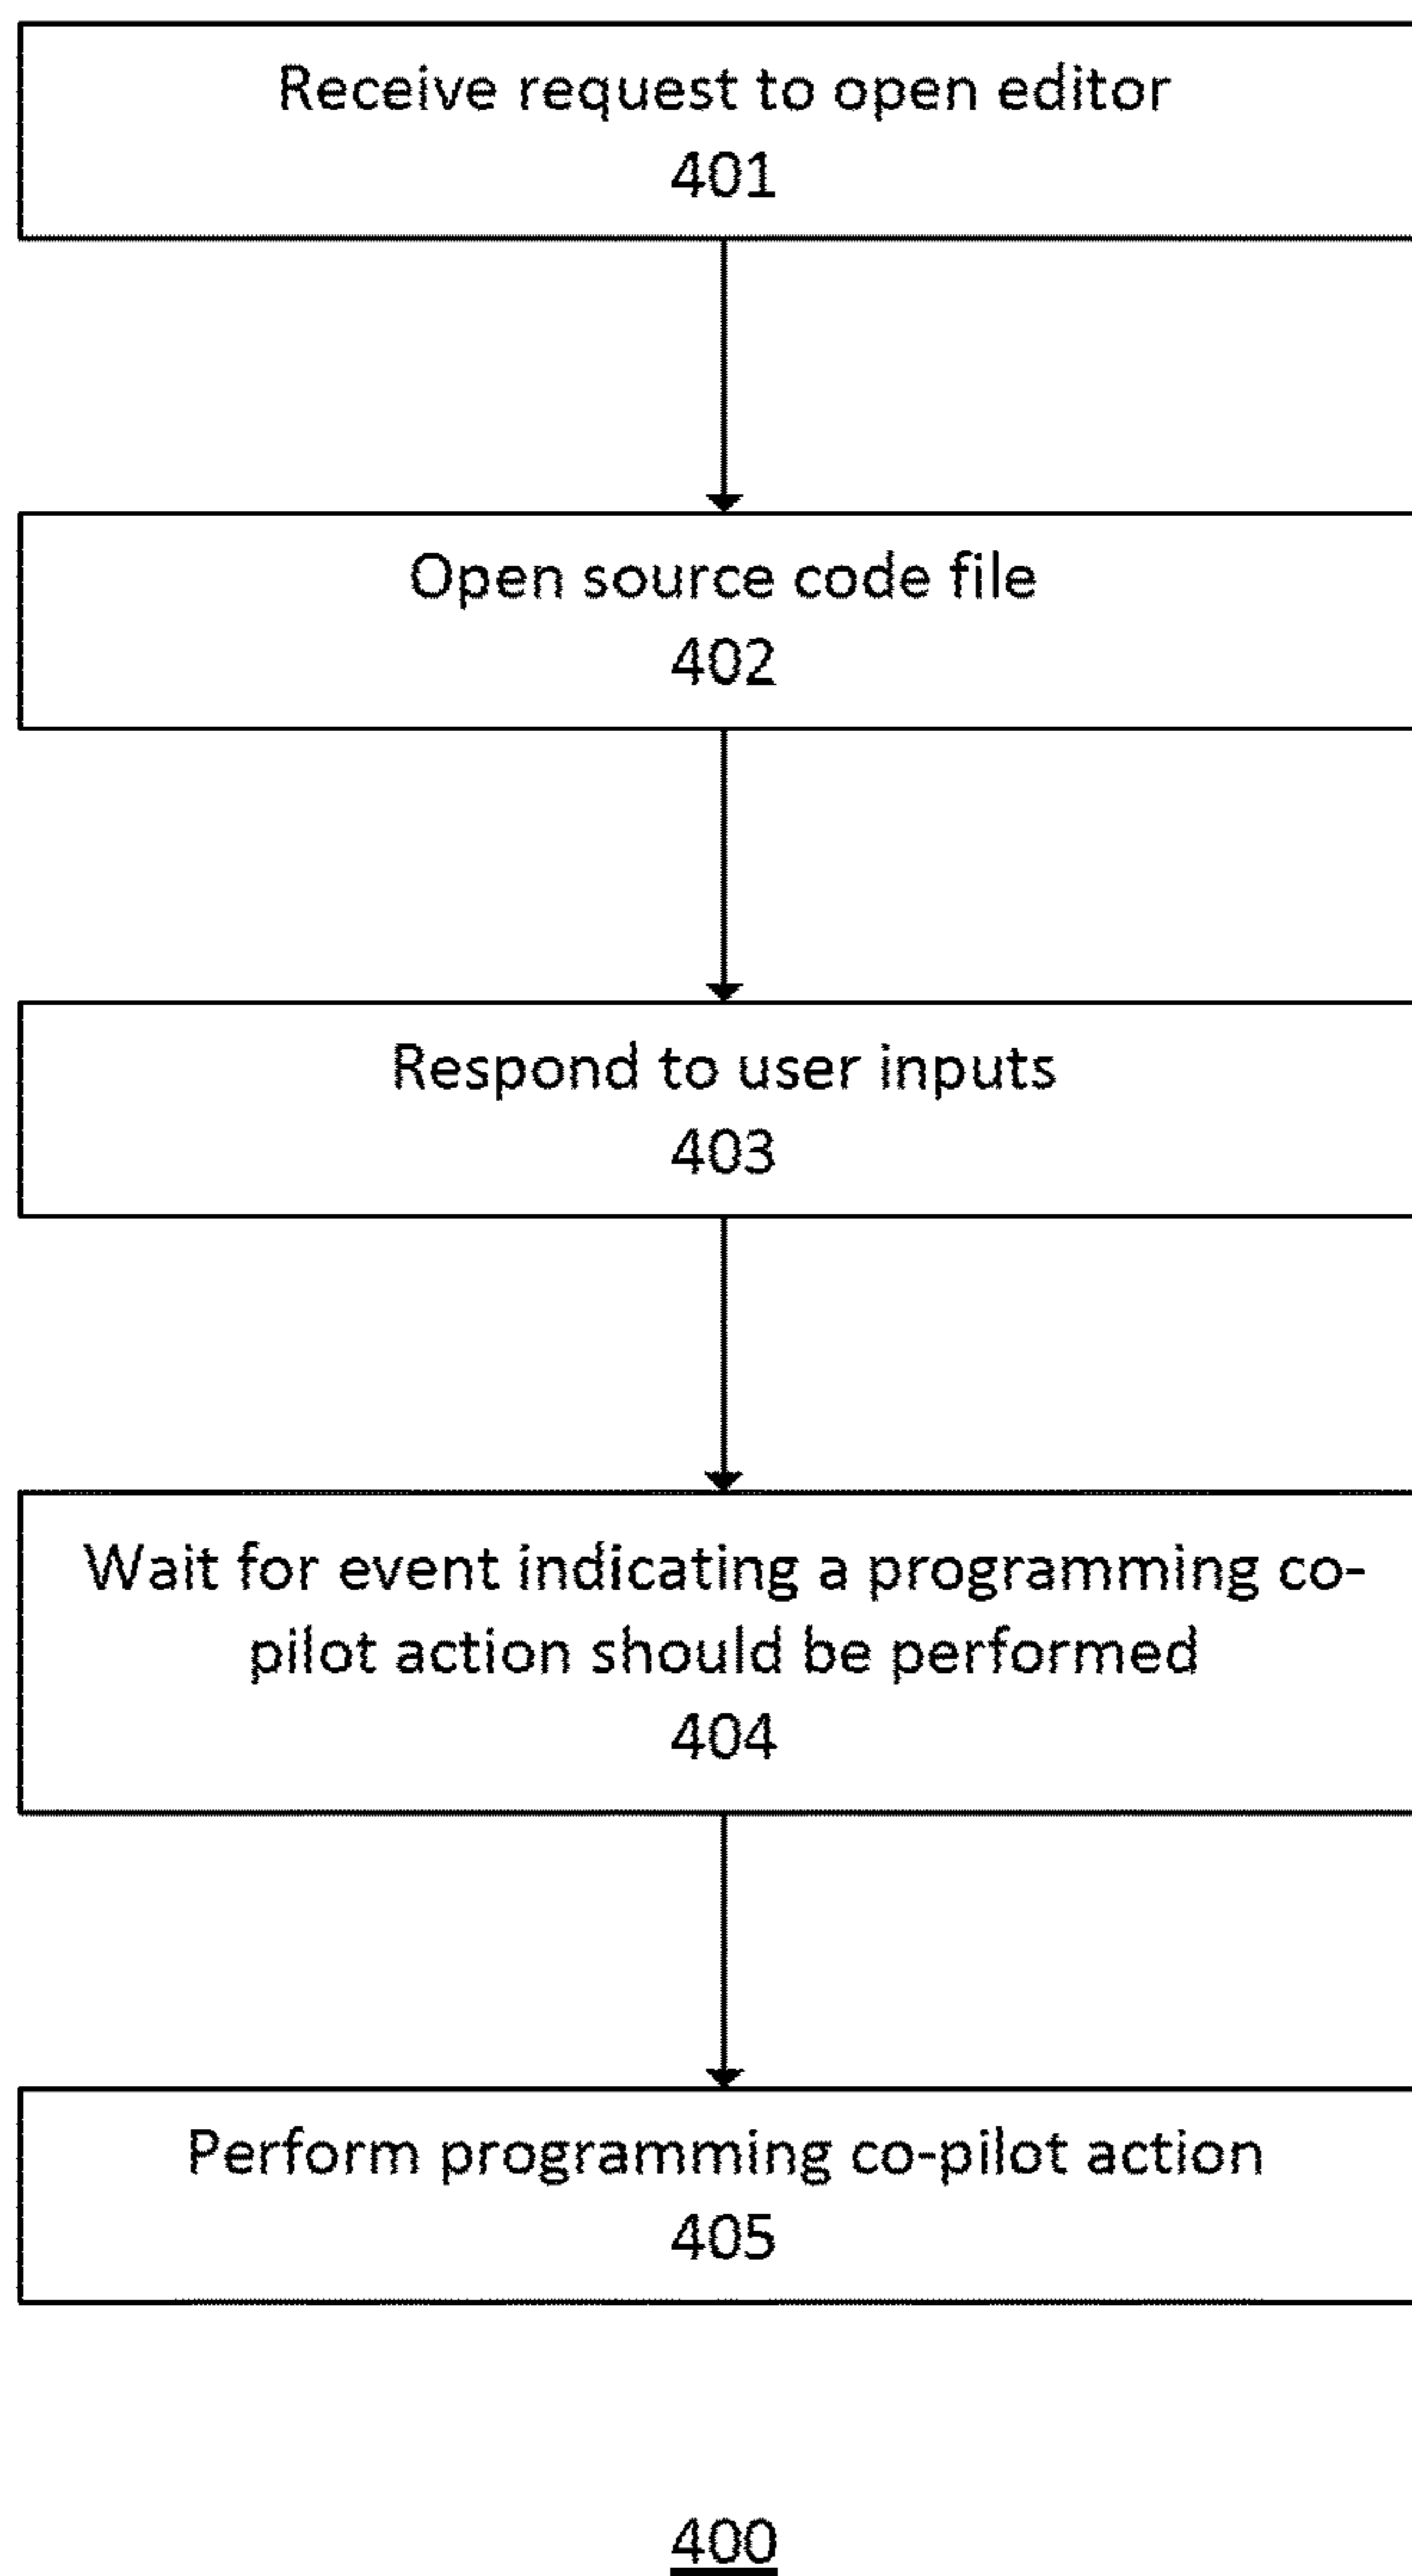 Receive request to open editor
401
Open source code file
402
Respond to user inputs
403
Wait for event indicating a programming co-
pilot action should be performed
404
Perform programming co-pilot action
405
400